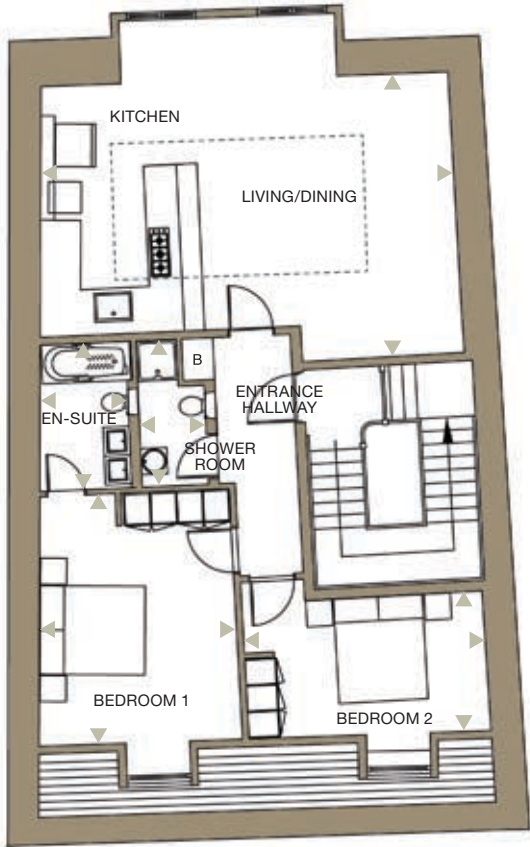 KITCHEN
LIVING/DINING
B
ENTRANCE
HALLWAY
EN-SUITE
SHOWER
ROOM
BEDROOM 1
BEDROOM 2